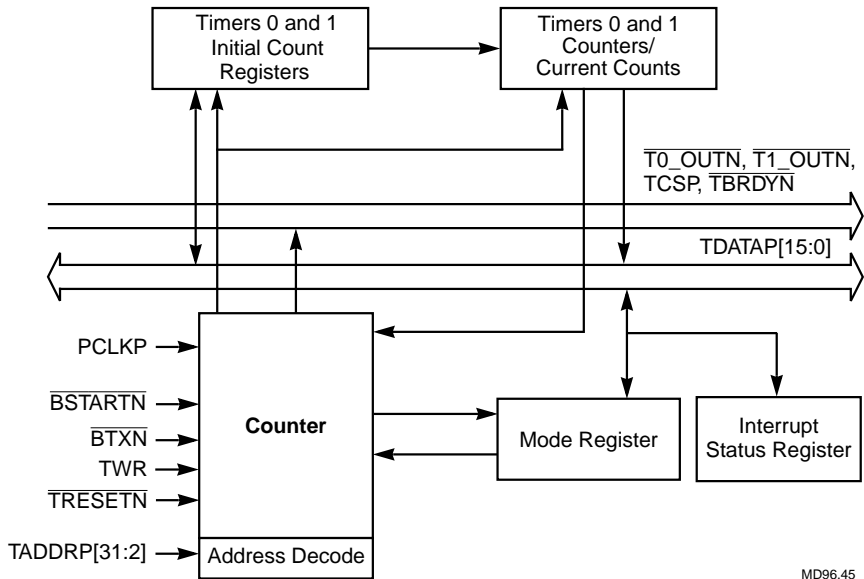 Timers 0 and 1
Initial Count
Registers
Timers 0 and 1
Counters/
Current Counts
T0_OUTN, T1_OUTN,
TCSP, TBRDYN
TDATAP[15:0]
PCLKP
BSTARTN
BTXN
TWR
TRESETN
TADDRP[31:2]
Counter
Address Decode
Mode Register
Interrupt
Status Register
MD96.45